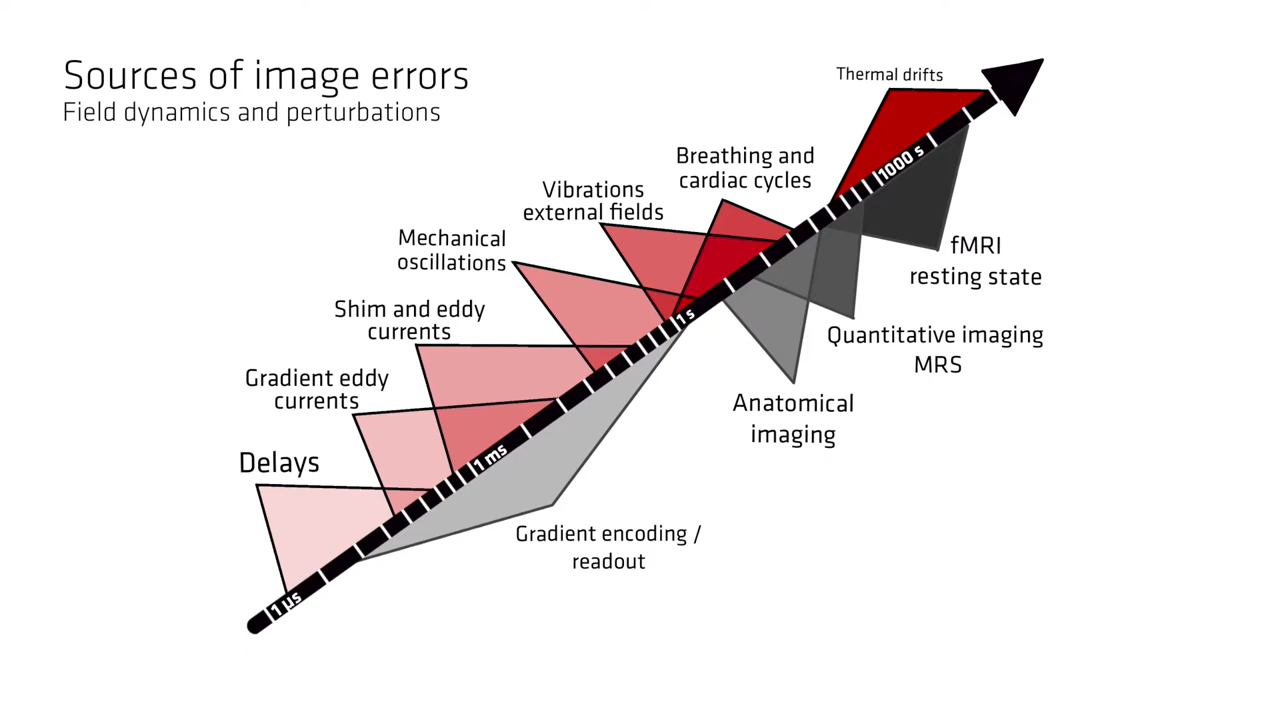 Sources of image errors
Field dynamics and perturbations
Thermal drifts
Breathing and
cardiac cycles
Vibrations
external fields
Mechanical
oscillations
Shim and eddy
currents
Gradient eddy
currents
Delays
1 µs
1 ms
1 s
1000 s
fMRI
resting state
Quantitative imaging
MRS
Anatomical
imaging
Gradient encoding /
readout